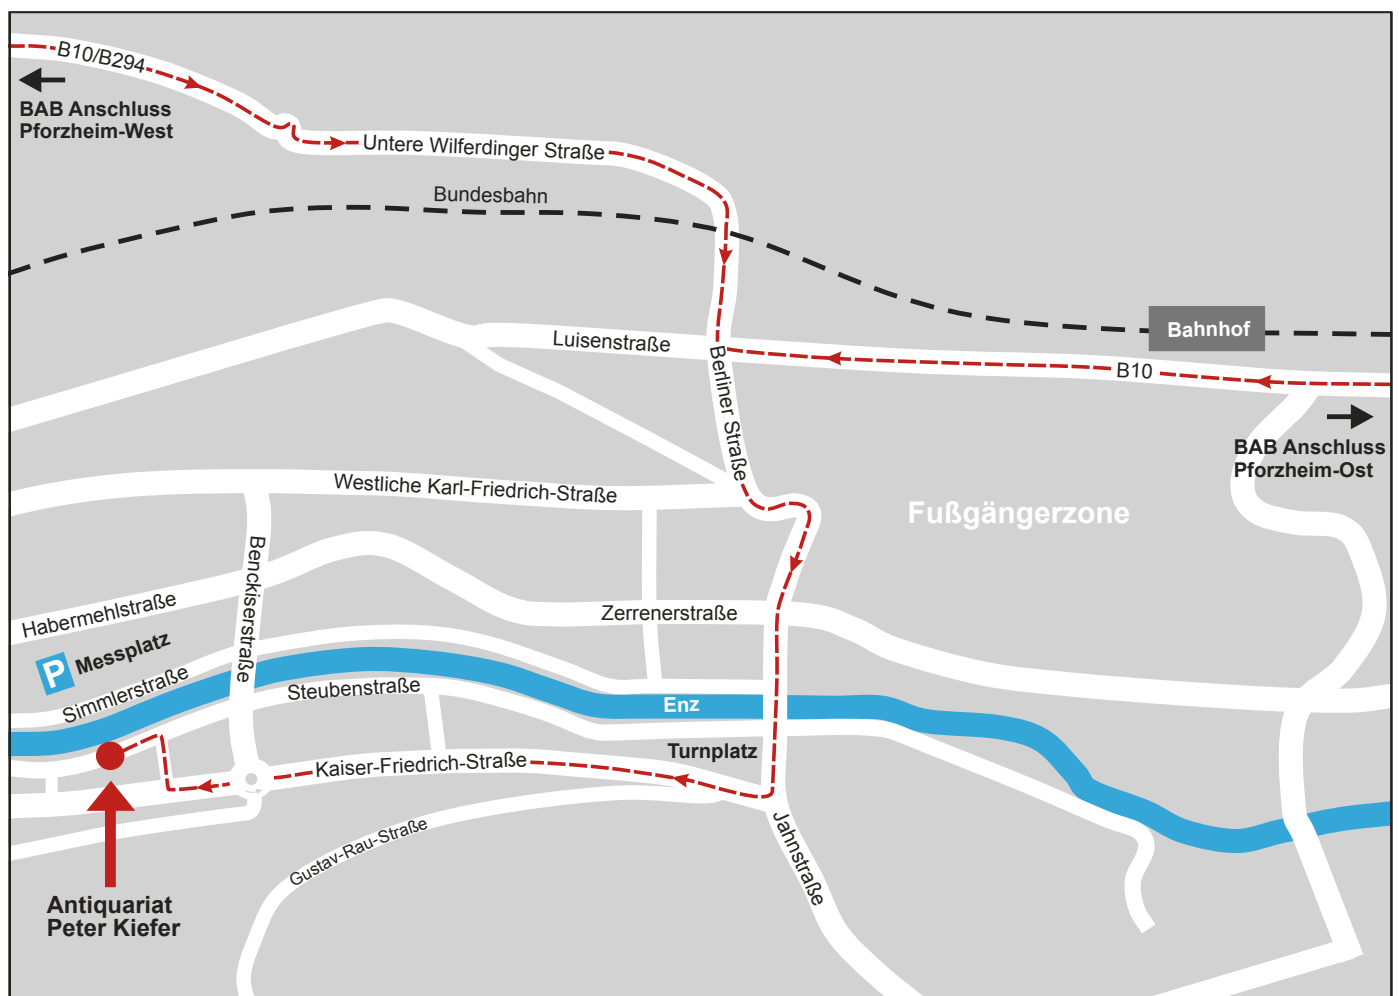 B10/B294
BAB Anschluss
Pforzheim-West
Untere Wilferdinger Straße
Bundesbahn
Bahnhof
Luisenstraße
Berliner Straße
B10
BAB Anschluss
Pforzheim-Ost
Westliche Karl-Friedrich-Straße
Fußgängerzone
Benckiserstraße
Habermehlstraße
Zerrenerstraße
P Messplatz
Simmlerstraße
Steubenstraße
Enz
Turnplatz
Kaiser-Friedrich-Straße
Gustav-Rau-Straße
Jahnstraße
Antiquariat
Peter Kiefer